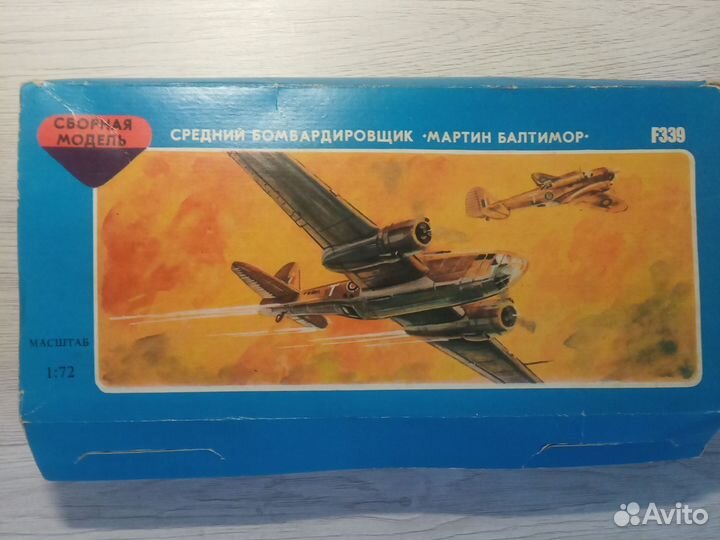 СБОРНАЯ
МОДЕЛЬ
СРЕДНИЙ БОМБАРДИРОВЩИК •МАРТИН БАЛТИМОР•
F339
МАСШТАБ
1:72
Avito